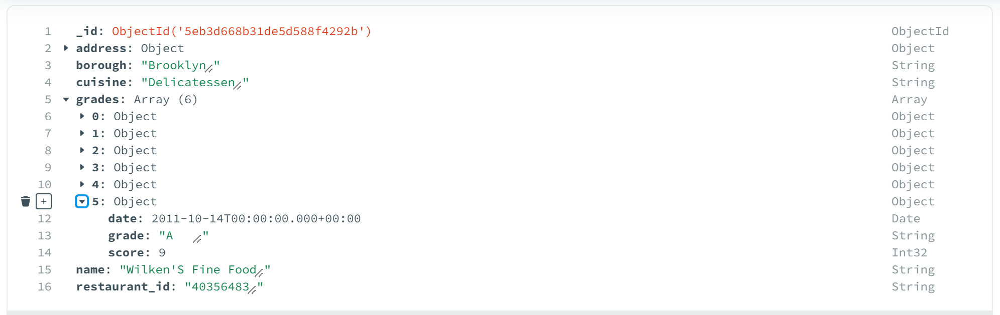 1 _id: ObjectId('5eb3d668b31de5d588f4292b') ObjectId
2 address: Object Object
3 borough: "Brooklyn" String
4 cuisine: "Delicatessen" String
5 grades: Array (6) Array
6 0: Object Object
7 1: Object Object
8 2: Object Object
9 3: Object Object
10 4: Object Object
+ 5: Object Object
12 date: 2011-10-14T00:00:00.000+00:00 Date
13 grade: "A" String
14 score: 9 Int32
15 name: "Wilken'S Fine Food" String
16 restaurant_id: "40356483" String